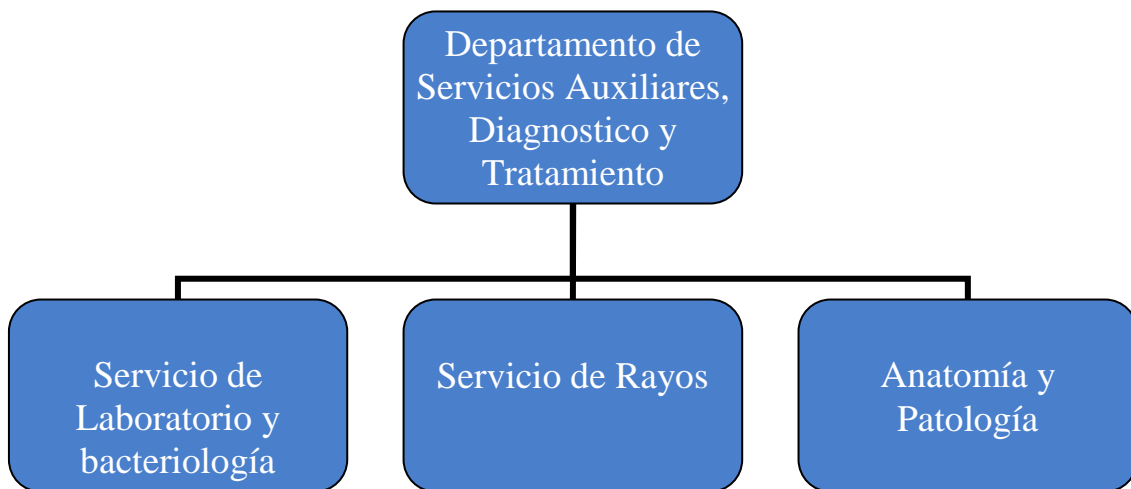 Departamento de
Servicios Auxiliares,
Diagnostico y
Tratamiento
Servicio de
Laboratorio y
bacteriología
Servicio de Rayos
Anatomía y
Patología